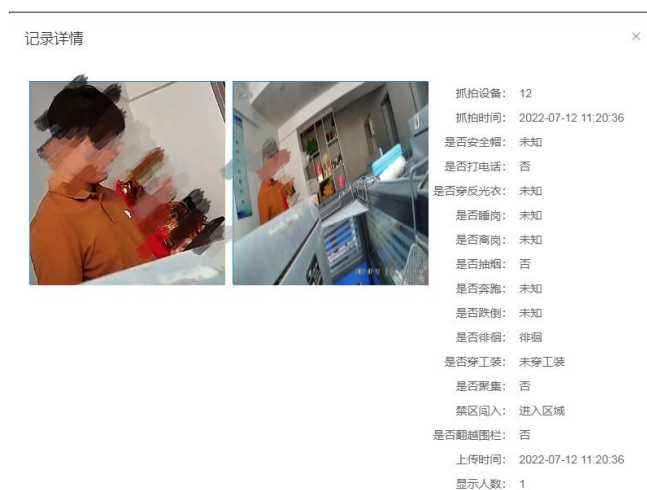 记录详情
抓拍设备： 12
抓拍时间： 2022-07-12 11:20:36
是否安全帽： 未知
是否打电话： 否
是否穿反光衣： 未知
是否睡岗： 未知
是否离岗： 未知
是否抽烟： 否
是否奔跑： 未知
是否跌倒： 未知
是否徘徊： 徘徊
是否穿工装： 未穿工装
是否聚集： 否
禁区闯入： 进入区域
是否翻越围栏： 否
上传时间： 2022-07-12 11:20:36
显示人数： 1